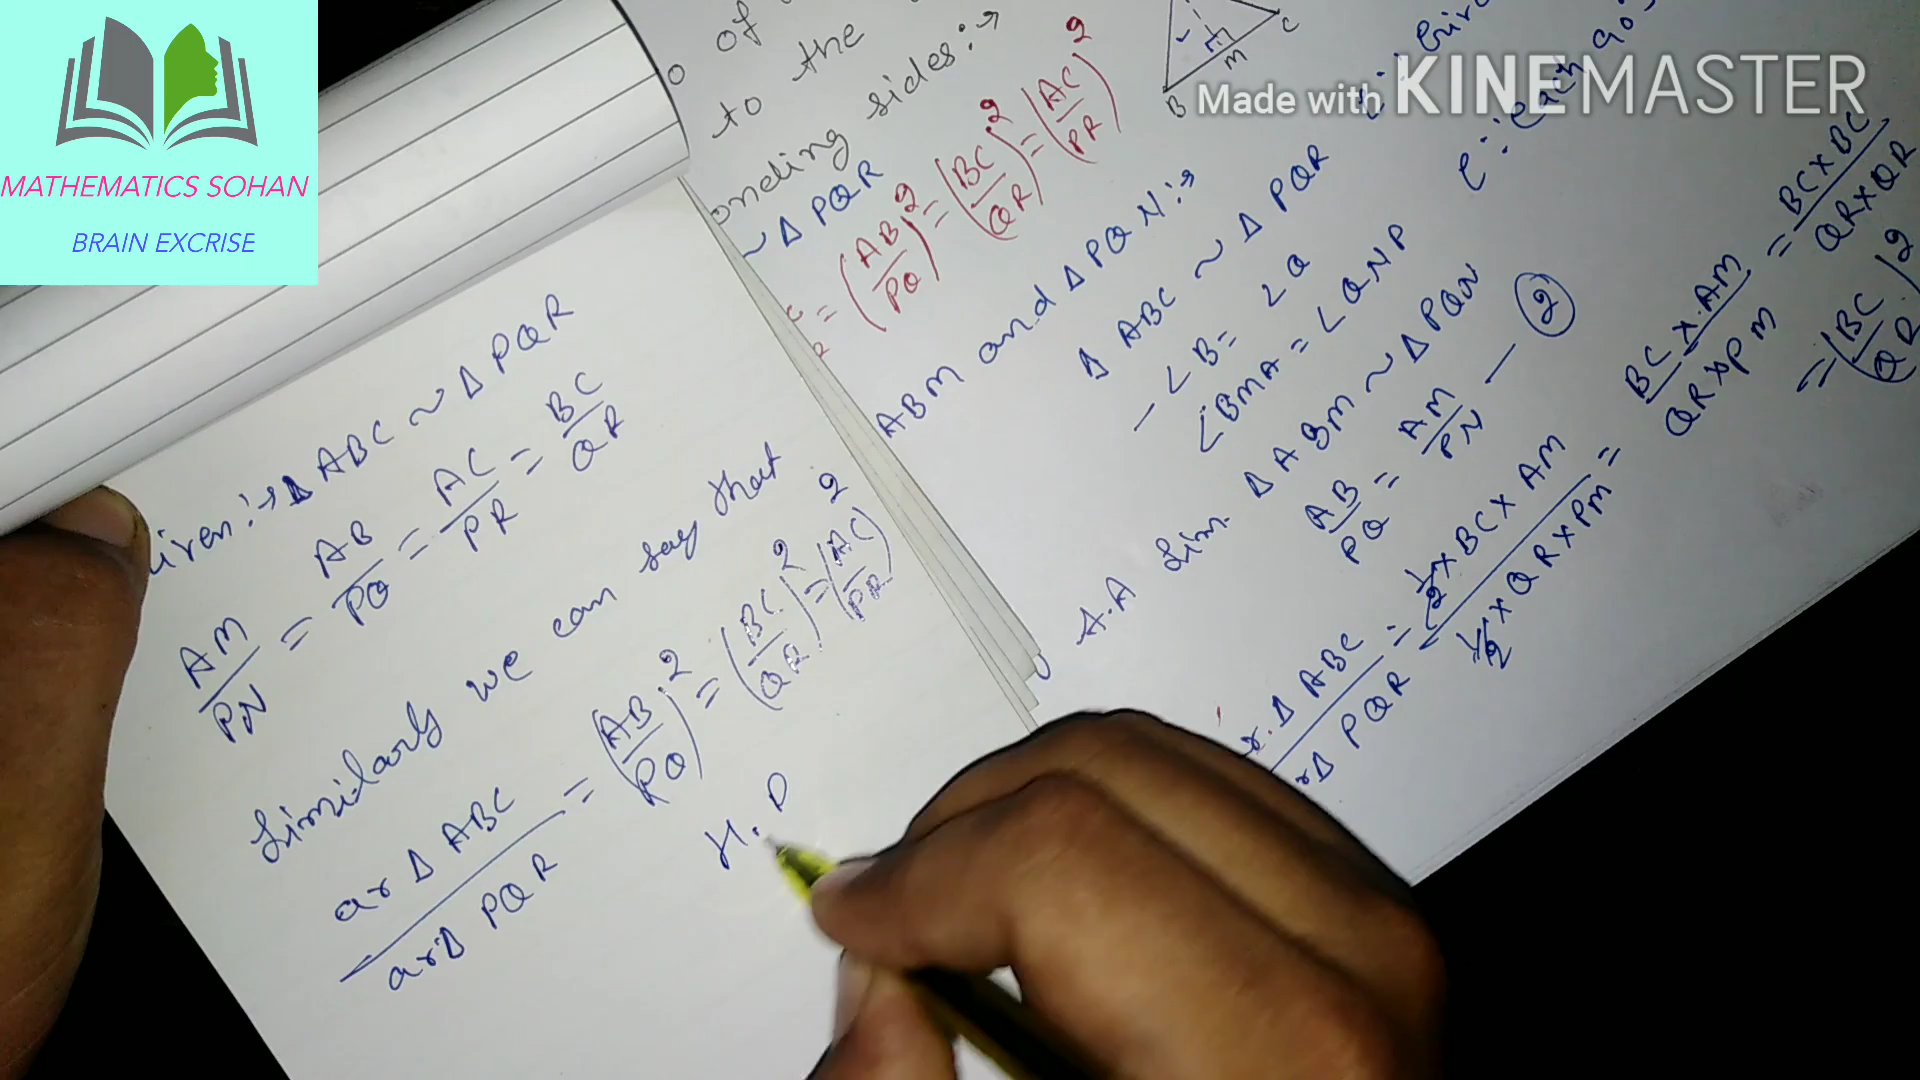 MATHEMATICS SOHAN
BRAIN EXCRISE
Made with KINEMASTER
of
to the
onding sides:→
~ Δ PQR
= (AB/PQ)² = (BC/QR)² = (AC/PR)²
B M C
ABM and Δ PQN:→
Δ ABC ~ Δ PQR
∠B = ∠Q
∠BMA = ∠QNP
A.A Sim. Δ ABM ~ Δ PQN
AB/PQ = AM/PN — ②
r. Δ ABC / rΔ PQR = 1/2 × BC × AM / 1/2 × QR × PM = BC × AM / QR × PM = BC × BC / QR × QR
= (BC/QR)²
iven:→ Δ ABC ~ Δ PQR
AM/PN = AB/PQ = AC/PR = BC/QR
Similarly we can say that
ar Δ ABC / ar Δ PQR = (AB/PQ)² = (BC/QR)² = (AC/PR)²
H.P